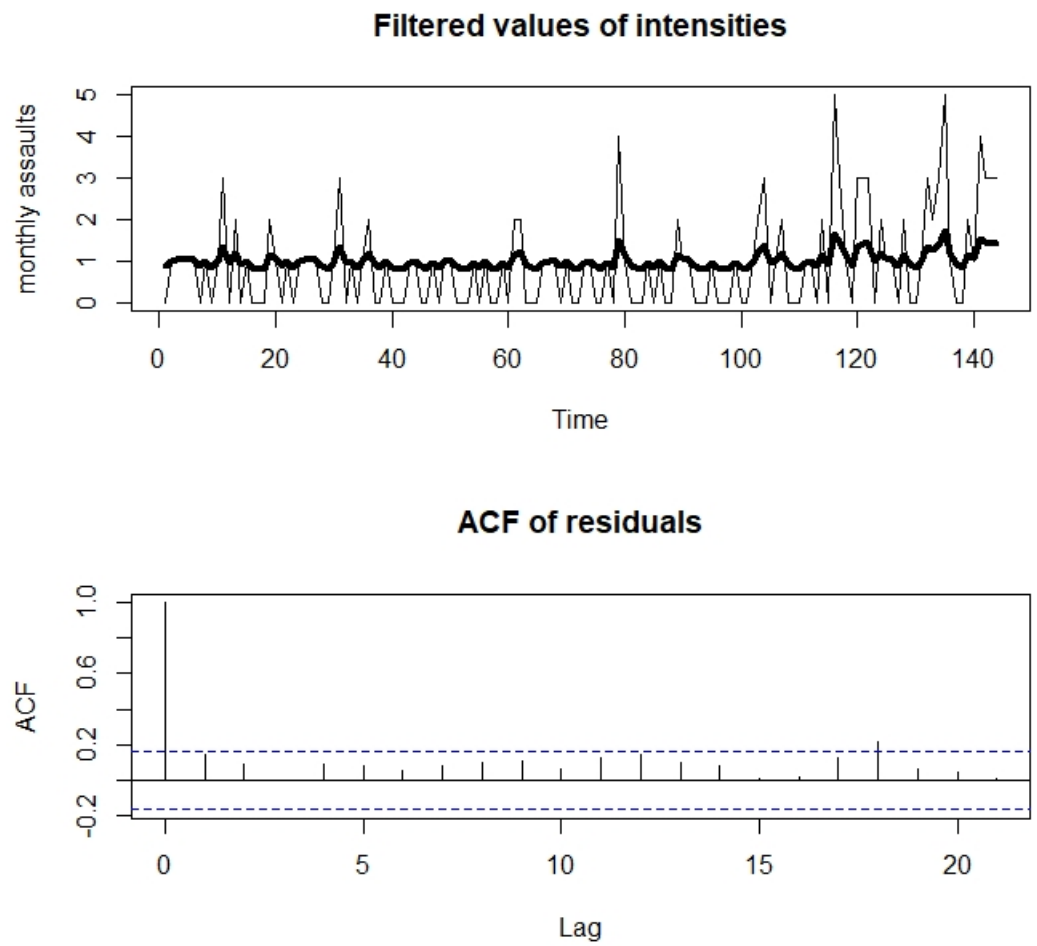 Filtered values of intensities
monthly assaults
5
4
3
2
1
0
0 20 40 60 80 100 120 140
Time
ACF of residuals
ACF
1.0
0.6
0.2
-0.2
0 5 10 15 20
Lag